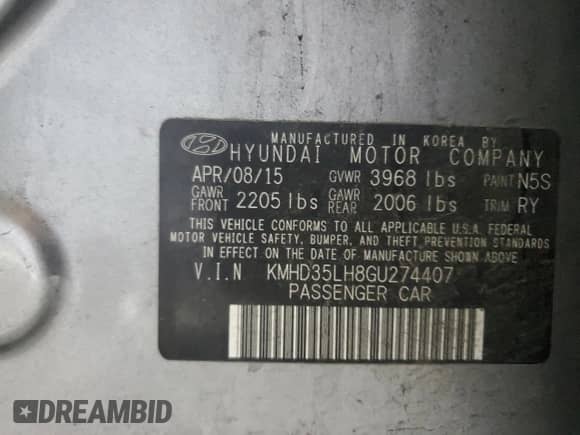 MANUFACTURED IN KOREA BY
HYUNDAI MOTOR COMPANY
APR/08/15 GVWR 3968 lbs PAINT N5S
GAWR FRONT 2205 lbs GAWR REAR 2006 lbs TRIM RY
THIS VEHICLE CONFORMS TO ALL APPLICABLE U.S.A. FEDERAL
MOTOR VEHICLE SAFETY, BUMPER, AND THEFT PREVENTION STANDARDS
IN EFFECT ON THE DATE OF MANUFACTURE SHOWN ABOVE
V.I.N KMHD35LH8GU274407
PASSENGER CAR
DREAMBID